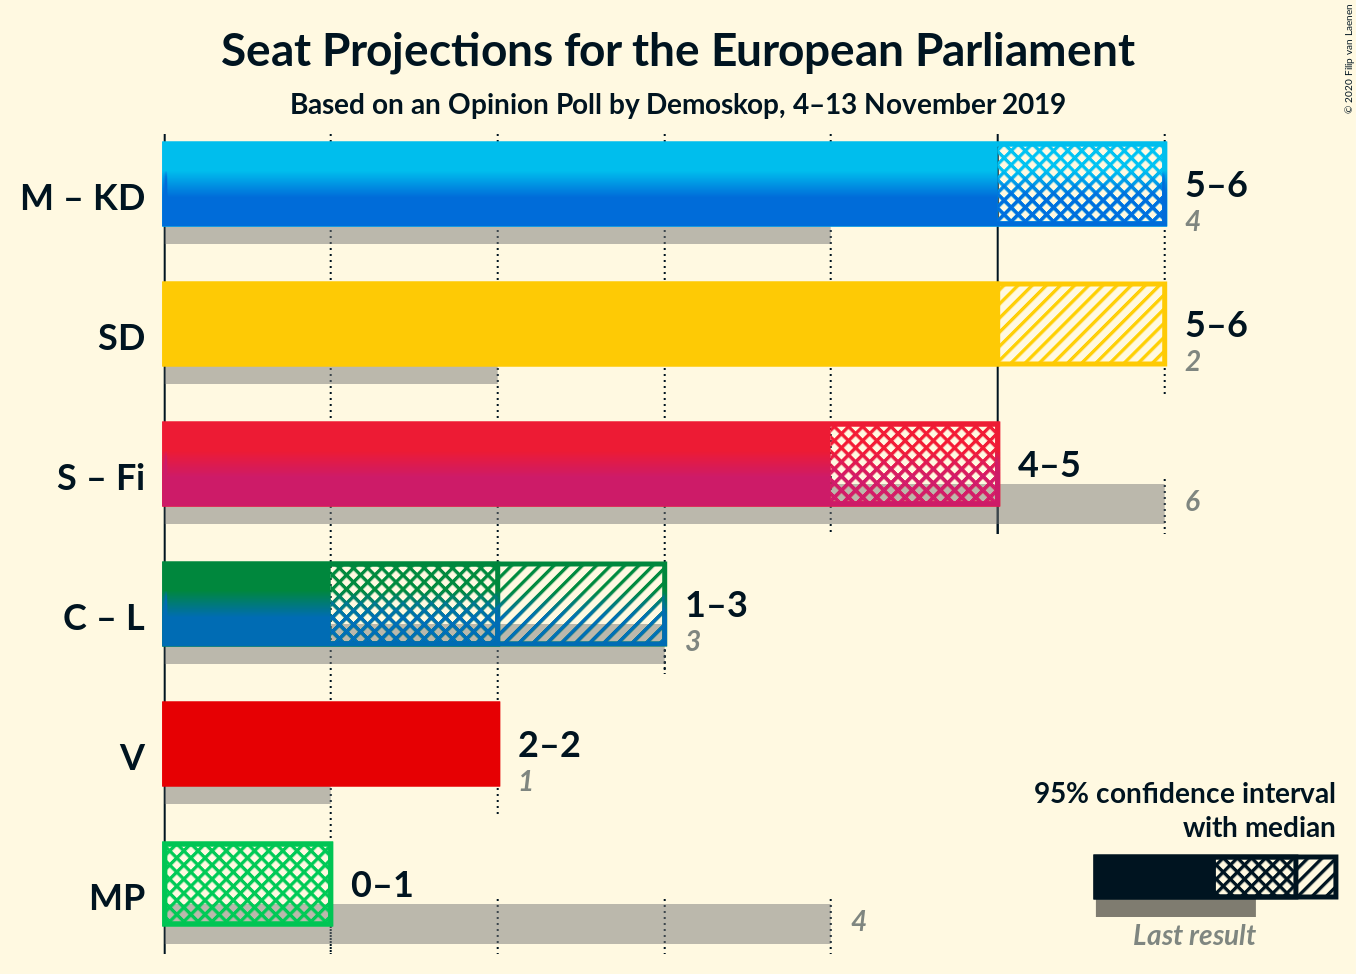 Seat Projections for the European Parliament
Based on an Opinion Poll by Demoskop, 4–13 November 2019
© 2020 Filip van Laenen
M – KD
5–6
4
SD
5–6
2
S – Fi
4–5
6
C – L
1–3
3
V
2–2
1
MP
0–1
4
95% confidence interval
with median
Last result